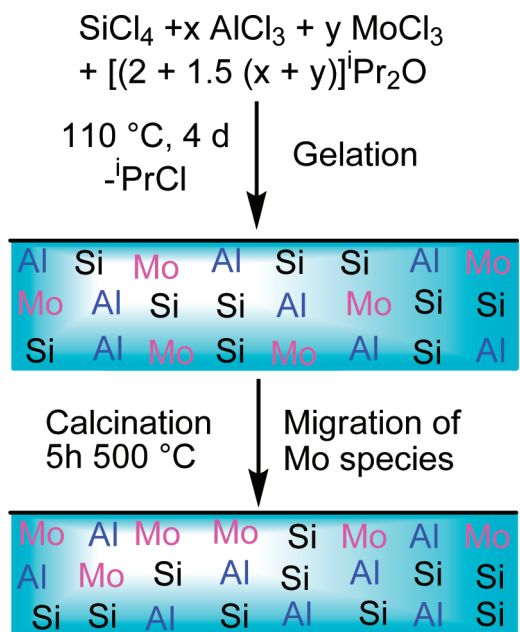 SiCl4 +x AlCl3 + y MoCl3
+ [(2 + 1.5 (x + y)]iPr2O
110 °C, 4 d
-iPrCl
Gelation
Al Si Mo Al Si Si Al Mo
Mo Al Si Si Al Mo Si Si
Si Al Mo Si Mo Al Si Al
Calcination
5h 500 °C
Migration of
Mo species
Mo Al Mo Mo Si Mo Al Mo
Al Mo Si Al Si Al Si Si
Si Si Al Si Al Si Al Si